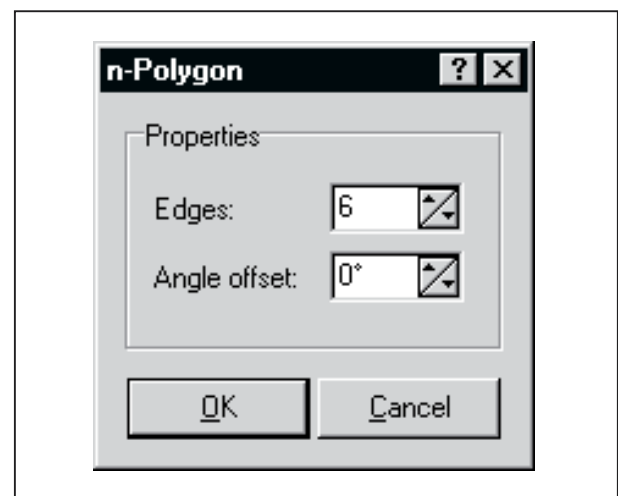 n-Polygon
Properties
Edges: 6
Angle offset: 0°
OK Cancel